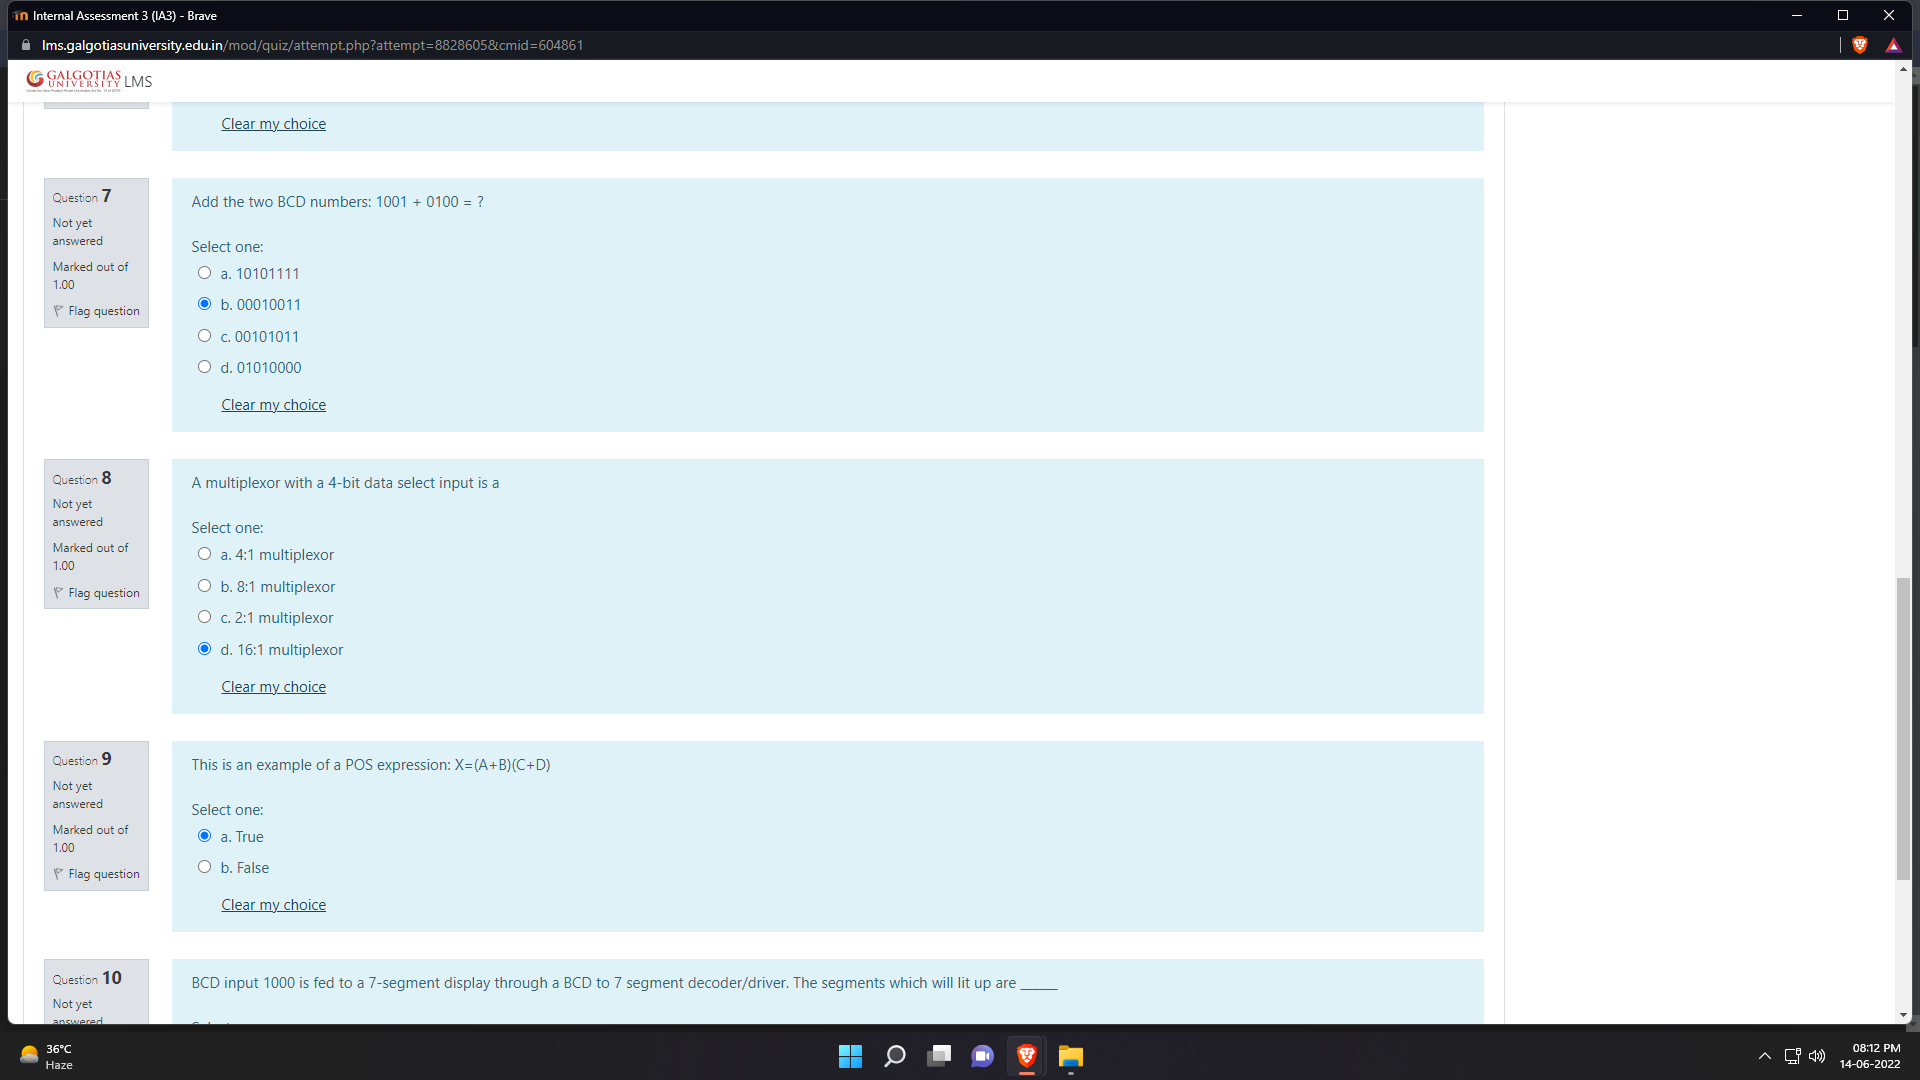 Internal Assessment 3 (IA3) - Brave
lms.galgotiasuniversity.edu.in/mod/quiz/attempt.php?attempt=8828605&cmid=604861
GALGOTIAS
UNIVERSITY LMS
Clear my choice
Question 7
Not yet
answered
Marked out of
1.00
Flag question
Add the two BCD numbers: 1001 + 0100 = ?
Select one:
a. 10101111
b. 00010011
c. 00101011
d. 01010000
Clear my choice
Question 8
Not yet
answered
Marked out of
1.00
Flag question
A multiplexor with a 4-bit data select input is a
Select one:
a. 4:1 multiplexor
b. 8:1 multiplexor
c. 2:1 multiplexor
d. 16:1 multiplexor
Clear my choice
Question 9
Not yet
answered
Marked out of
1.00
Flag question
This is an example of a POS expression: X=(A+B)(C+D)
Select one:
a. True
b. False
Clear my choice
Question 10
Not yet
answered
BCD input 1000 is fed to a 7-segment display through a BCD to 7 segment decoder/driver. The segments which will lit up are ______
36°C
Haze
08:12 PM
14-06-2022